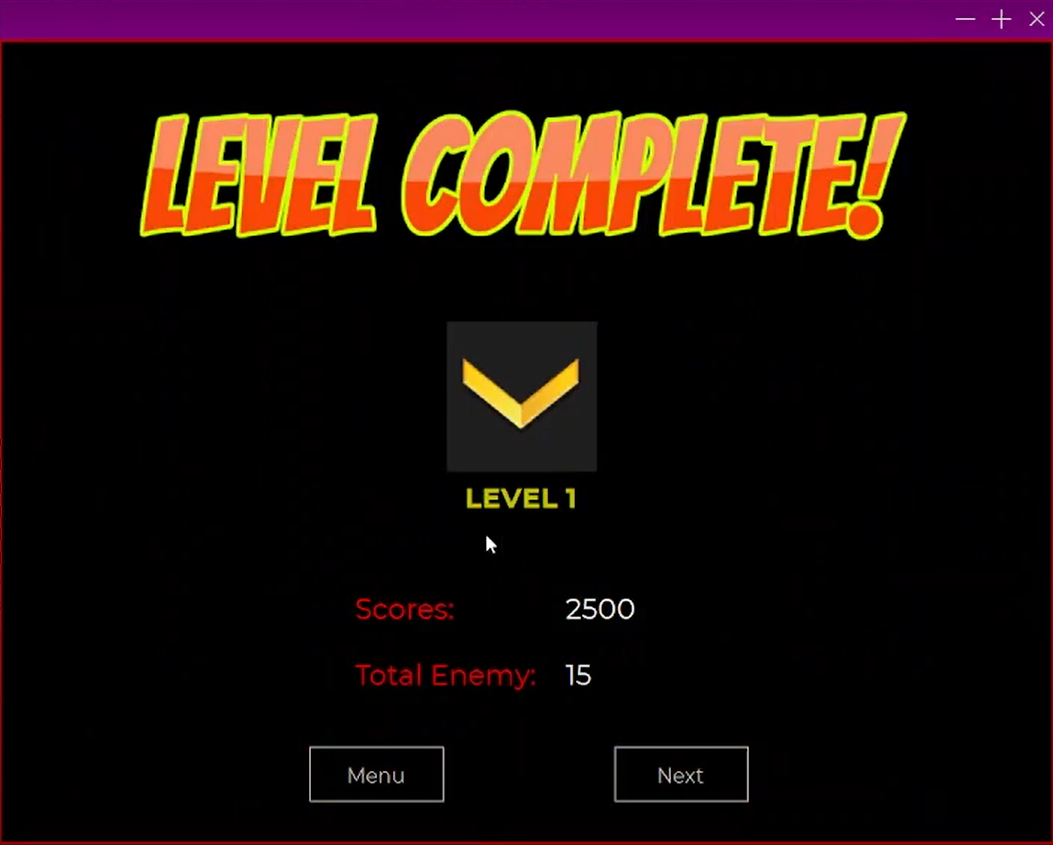 LEVEL COMPLETE!
LEVEL 1
Scores: 2500
Total Enemy: 15
Menu Next